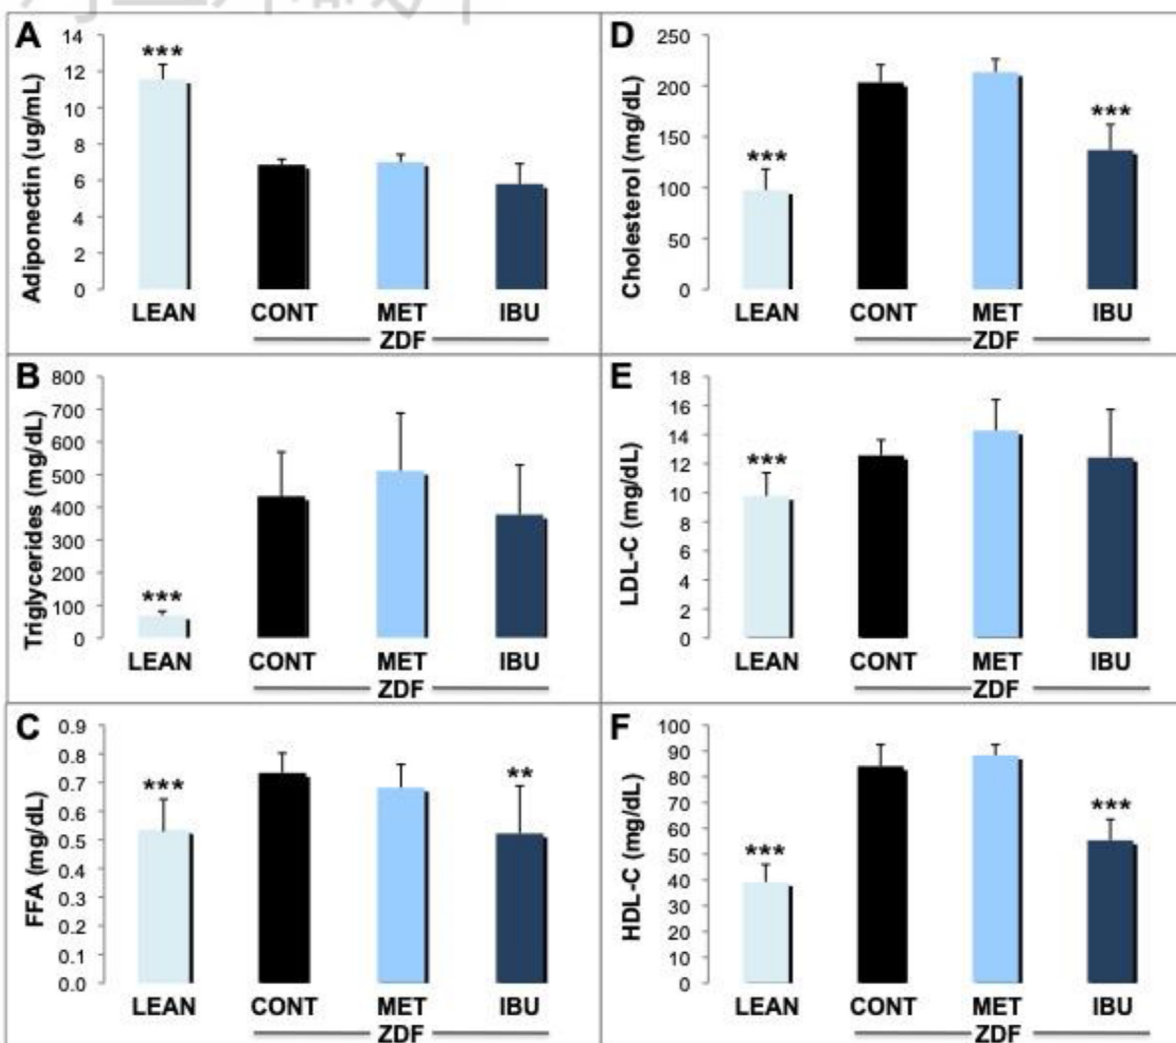 A
Adiponectin (ug/mL)
14
12
10
8
6
4
2
0
***
LEAN
CONT
MET
IBU
ZDF
D
Cholesterol (mg/dL)
250
200
150
100
50
0
***
***
LEAN
CONT
MET
IBU
ZDF
B
Triglycerides (mg/dL)
800
700
600
500
400
300
200
100
0
***
LEAN
CONT
MET
IBU
ZDF
E
LDL-C (mg/dL)
18
16
14
12
10
8
6
4
2
0
***
LEAN
CONT
MET
IBU
ZDF
C
FFA (mg/dL)
0.9
0.8
0.7
0.6
0.5
0.4
0.3
0.2
0.1
0.0
***
**
LEAN
CONT
MET
IBU
ZDF
F
HDL-C (mg/dL)
100
90
80
70
60
50
40
30
20
10
0
***
***
LEAN
CONT
MET
IBU
ZDF